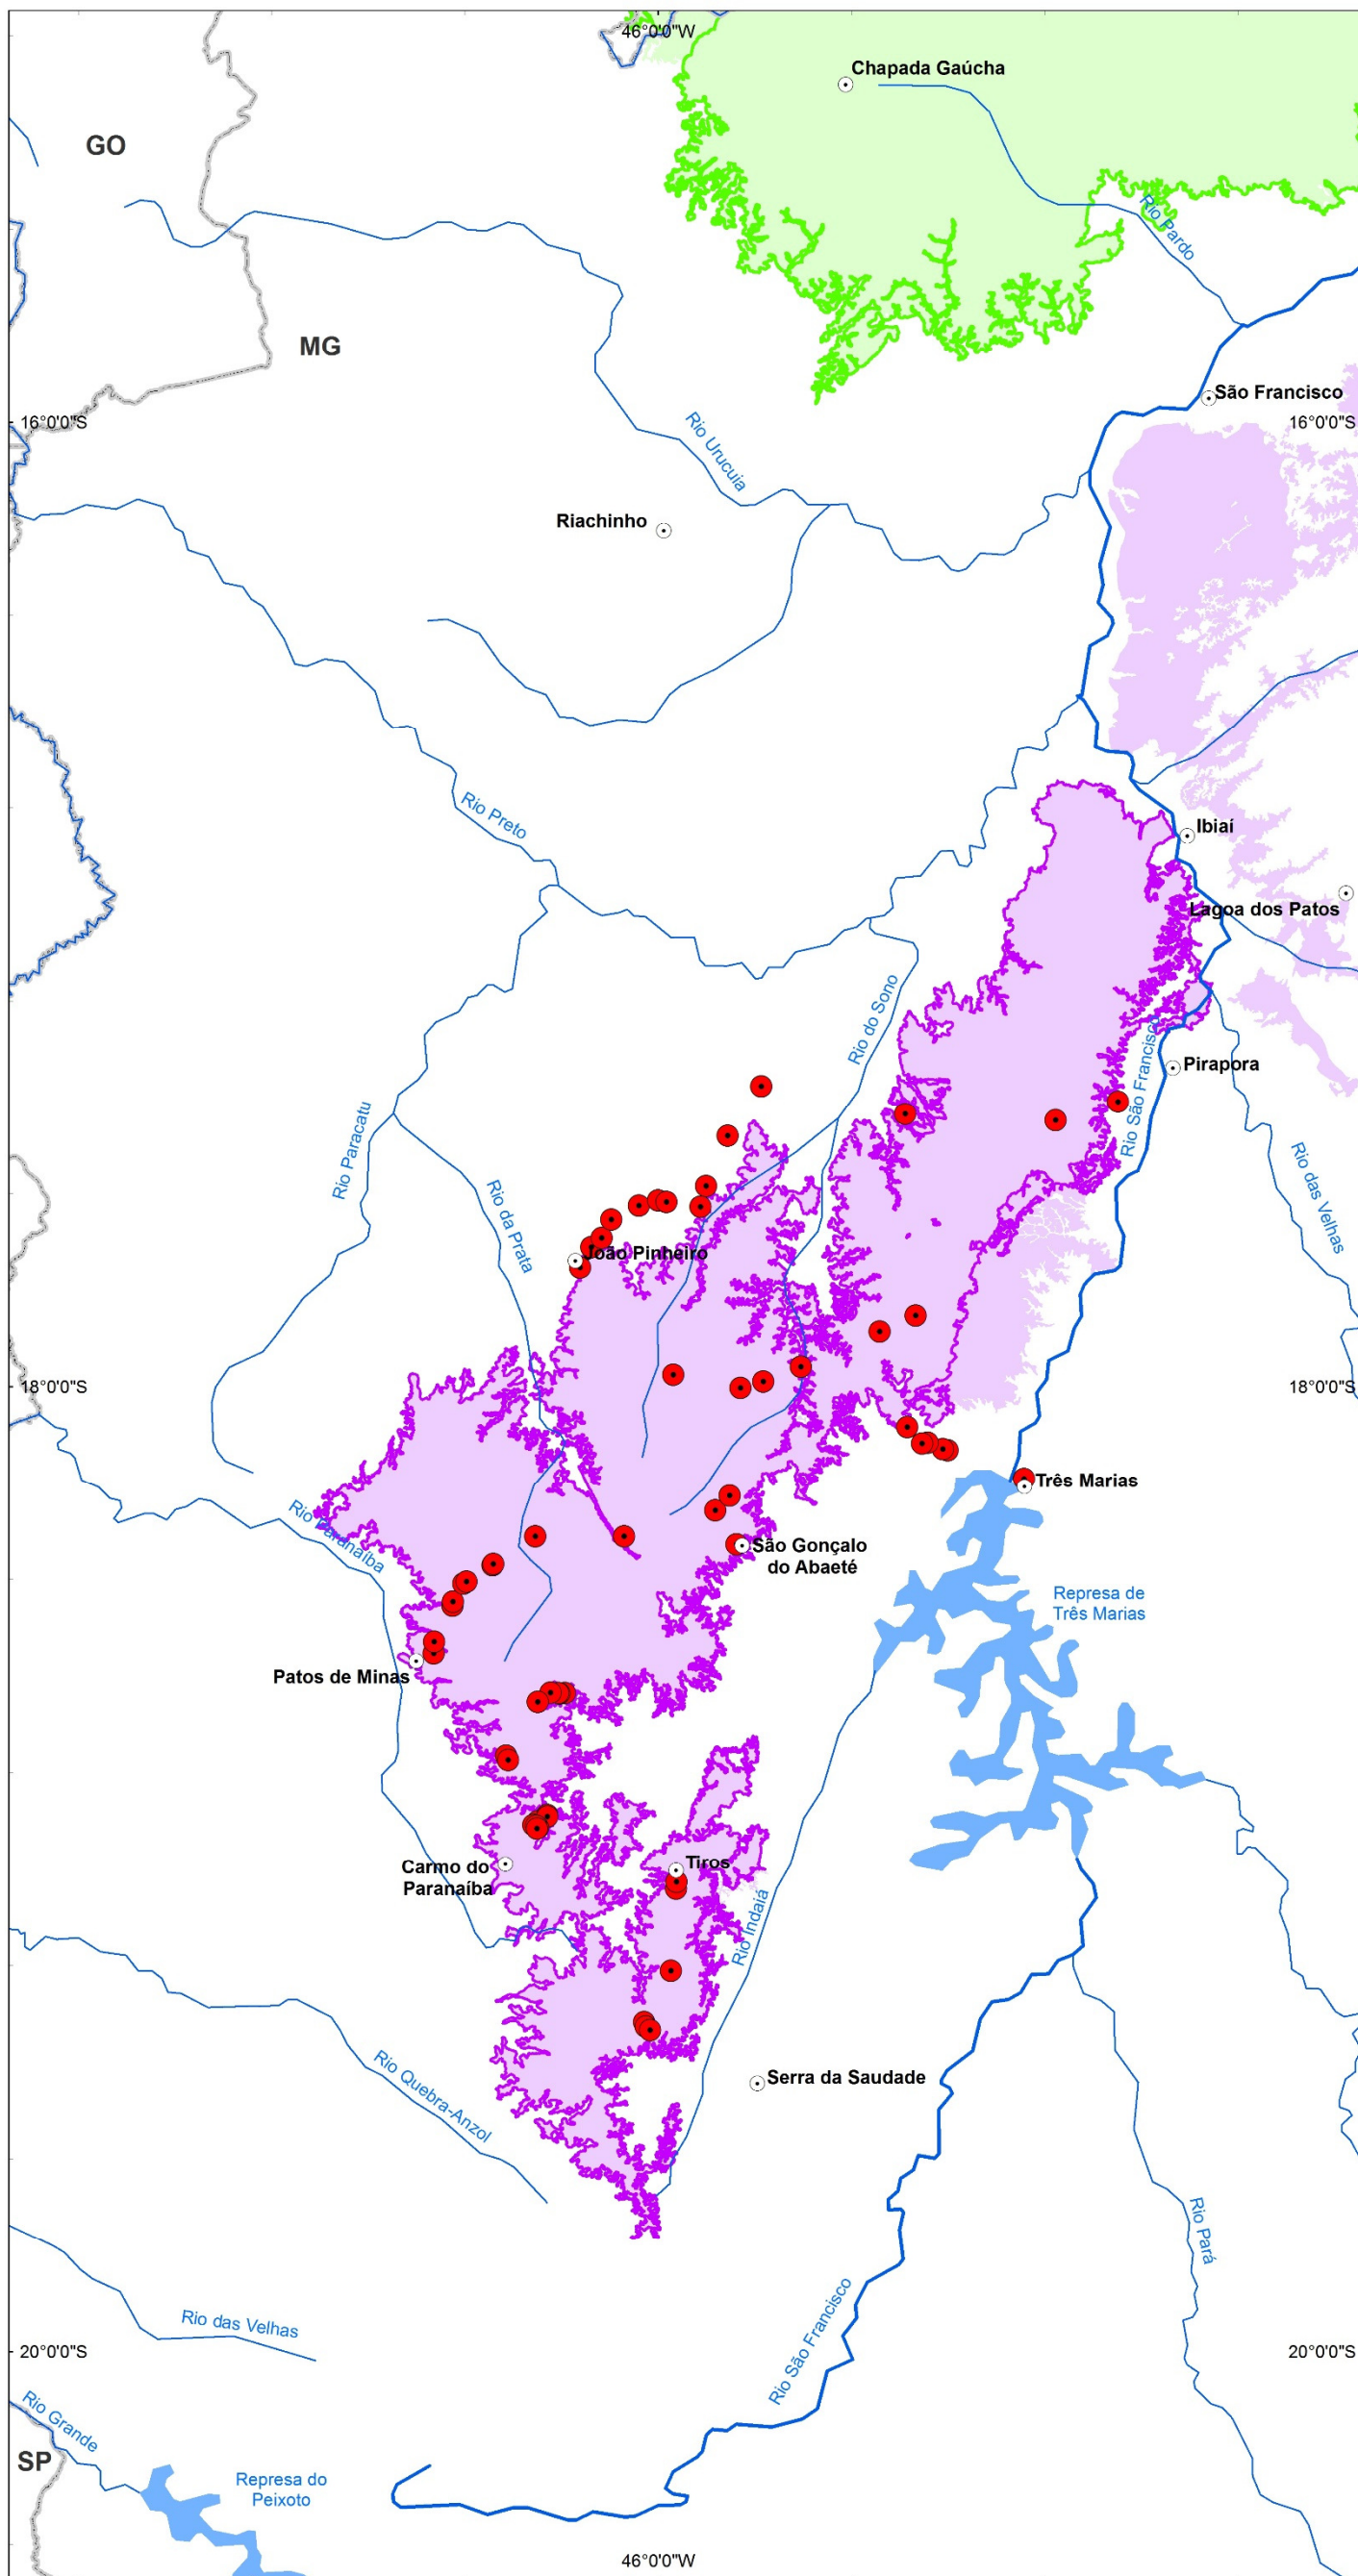 46°0'0"W
Chapada Gaúcha
GO
Rio Pardo
MG
São Francisco
16°0'0"S
16°0'0"S
Rio Urucuia
Riachinho
Rio Preto
Ibiaí
Lagoa dos Patos
Rio do Sono
Rio São Francisco
Pirapora
Rio Paracatu
Rio da Prata
Rio das Velhas
João Pinheiro
18°0'0"S
18°0'0"S
Três Marias
Rio Paranaíba
São Gonçalo
do Abaeté
Represa de
Três Marias
Patos de Minas
Carmo do
Paranaíba
Tiros
Rio Indaiá
Rio Quebra-Anzol
Serra da Saudade
Rio Pará
Rio das Velhas
Rio São Francisco
20°0'0"S
20°0'0"S
Rio Grande
SP
Represa do
Peixoto
46°0'0"W